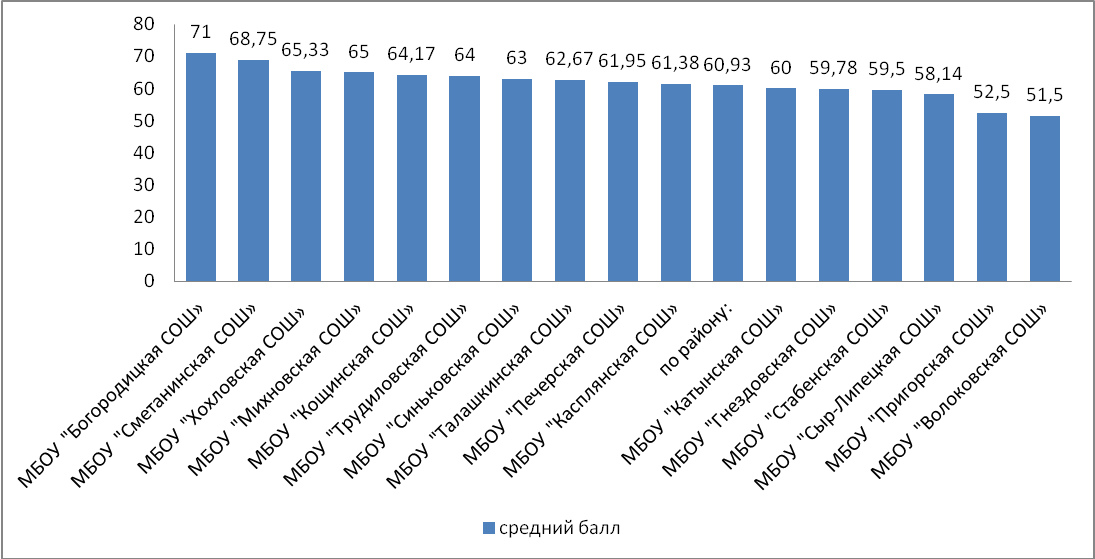 80
70
60
50
40
30
20
10
0
71
68,75
65,33
65
64,17
64
63
62,67
61,95
61,38
60,93
60
59,78
59,5
58,14
52,5
51,5
МБОУ "Богородицкая СОШ»
МБОУ "Сметанинская СОШ»
МБОУ "Хохловская СОШ»
МБОУ "Михновская СОШ»
МБОУ "Кощинская СОШ»
МБОУ "Трудиловская СОШ»
МБОУ "Синьковская СОШ»
МБОУ "Талашкинская СОШ»
МБОУ "Печерская СОШ»
МБОУ "Касплянская СОШ»
по району:
МБОУ "Катынская СОШ»
МБОУ "Гнездовская СОШ»
МБОУ "Стабенская СОШ»
МБОУ "Сыр-Липецкая СОШ»
МБОУ "Пригорская СОШ»
МБОУ "Волоковская СОШ»
средний балл